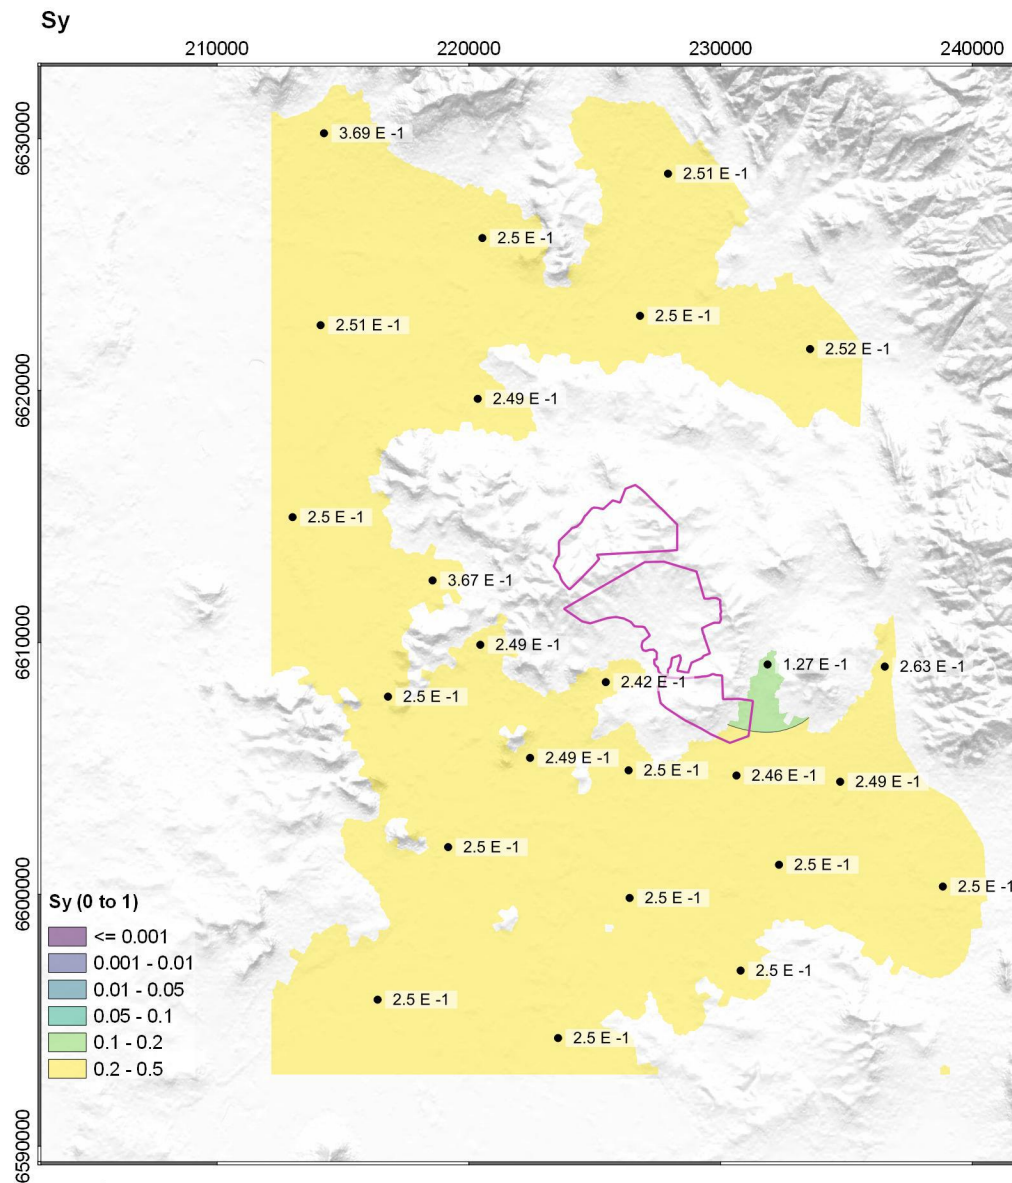 Sy
210000
220000
230000
240000
6630000
3.69 E -1
2.51 E -1
2.5 E -1
2.5 E -1
2.51 E -1
2.52 E -1
6620000
2.49 E -1
2.5 E -1
3.67 E -1
6610000
2.49 E -1
1.27 E -1
2.63 E -1
2.42 E -1
2.5 E -1
2.49 E -1
2.5 E -1
2.46 E -1
2.49 E -1
2.5 E -1
2.5 E -1
2.5 E -1
6600000
2.5 E -1
2.5 E -1
2.5 E -1
2.5 E -1
6590000
Sy (0 to 1)
<= 0.001
0.001 - 0.01
0.01 - 0.05
0.05 - 0.1
0.1 - 0.2
0.2 - 0.5